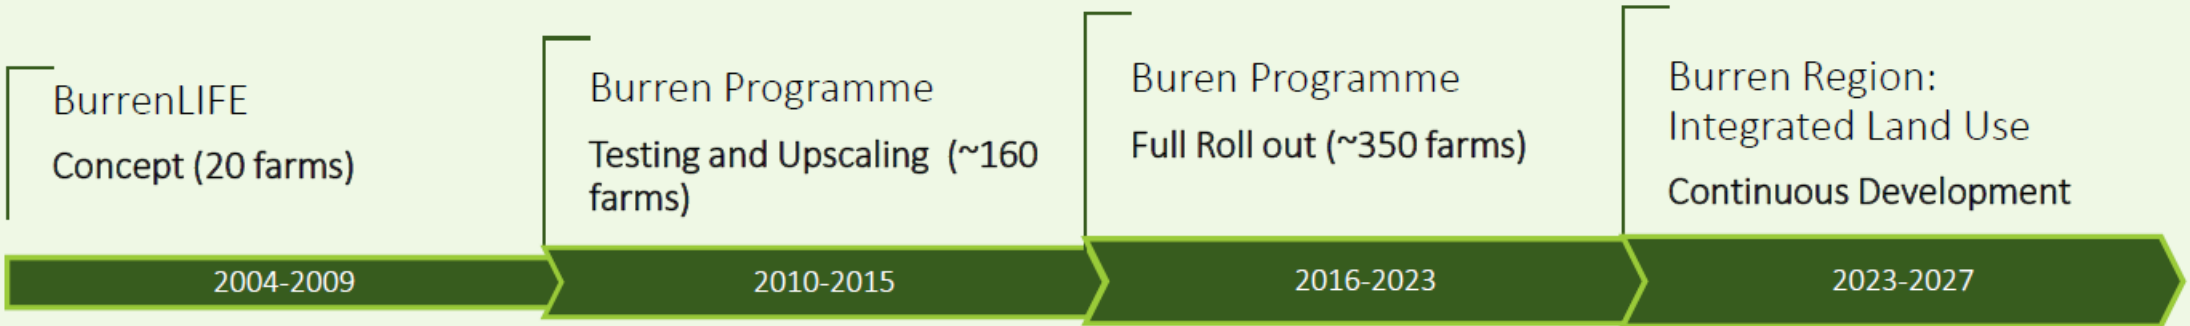 BurrenLIFE
Concept (20 farms)
2004-2009
Burren Programme
Testing and Upscaling (~160
farms)
2010-2015
Buren Programme
Full Roll out (~350 farms)
2016-2023
Burren Region:
Integrated Land Use
Continuous Development
2023-2027